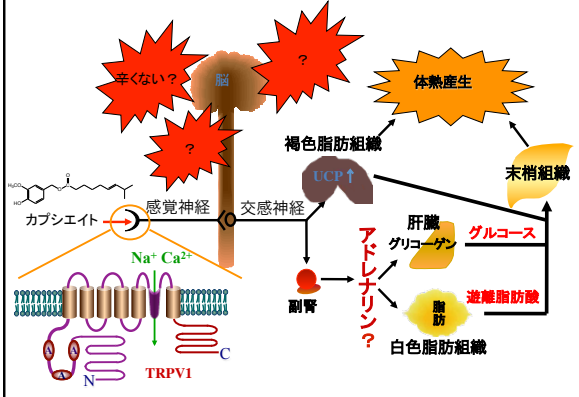 辛くない？
？
？
脳
体熱産生
褐色脂肪組織
UCP↑
末梢組織
H₃CO
HO
O
O
カプシエイト
感覚神経
交感神経
肝臓
グリコーゲン
グルコース
アドレナリン？
副腎
脂肪
遊離脂肪酸
白色脂肪組織
Na⁺ Ca²⁺
A
A
A
N
C
TRPV1